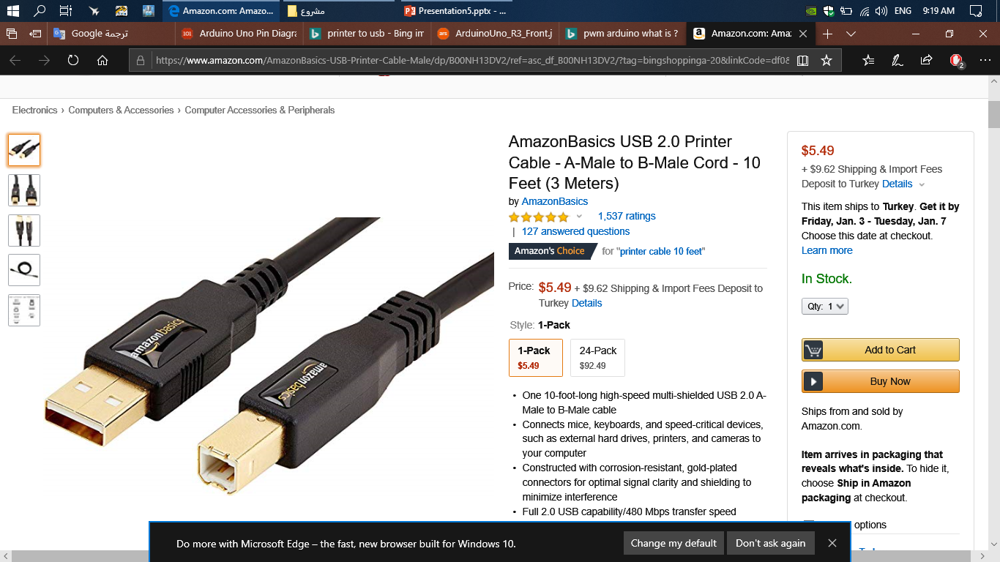 Amazon.com: Amazo...
مشروع
Presentation5.pptx - ...
ENG
9:19 AM
Google ترجمة
101
Arduino Uno Pin Diagra
printer to usb - Bing im
ars
ArduinoUno_R3_Front.j
pwm arduino what is ?
Amazon.com: Ama:
https://www.amazon.com/AmazonBasics-USB-Printer-Cable-Male/dp/B00NH13DV2/ref=asc_df_B00NH13DV2/?tag=bingshoppinga-20&linkCode=df0&
2
Electronics › Computers & Accessories › Computer Accessories & Peripherals
amazonbasics
amazonbasics
AmazonBasics USB 2.0 Printer
Cable - A-Male to B-Male Cord - 10
Feet (3 Meters)
by AmazonBasics
1,537 ratings
| 127 answered questions
Amazon's Choice for "printer cable 10 feet"
Price: $5.49 + $9.62 Shipping & Import Fees Deposit to
Turkey Details
Style: 1-Pack
1-Pack
$5.49
24-Pack
$92.49
• One 10-foot-long high-speed multi-shielded USB 2.0 A-
Male to B-Male cable
• Connects mice, keyboards, and speed-critical devices,
such as external hard drives, printers, and cameras to
your computer
• Constructed with corrosion-resistant, gold-plated
connectors for optimal signal clarity and shielding to
minimize interference
• Full 2.0 USB capability/480 Mbps transfer speed
$5.49
+ $9.62 Shipping & Import Fees
Deposit to Turkey Details
This item ships to Turkey. Get it by
Friday, Jan. 3 - Tuesday, Jan. 7
Choose this date at checkout.
Learn more
In Stock.
Qty: 1
Add to Cart
Buy Now
Ships from and sold by
Amazon.com.
Item arrives in packaging that
reveals what's inside. To hide it,
choose Ship in Amazon
packaging at checkout.
options
Do more with Microsoft Edge – the fast, new browser built for Windows 10.
Change my default
Don't ask again